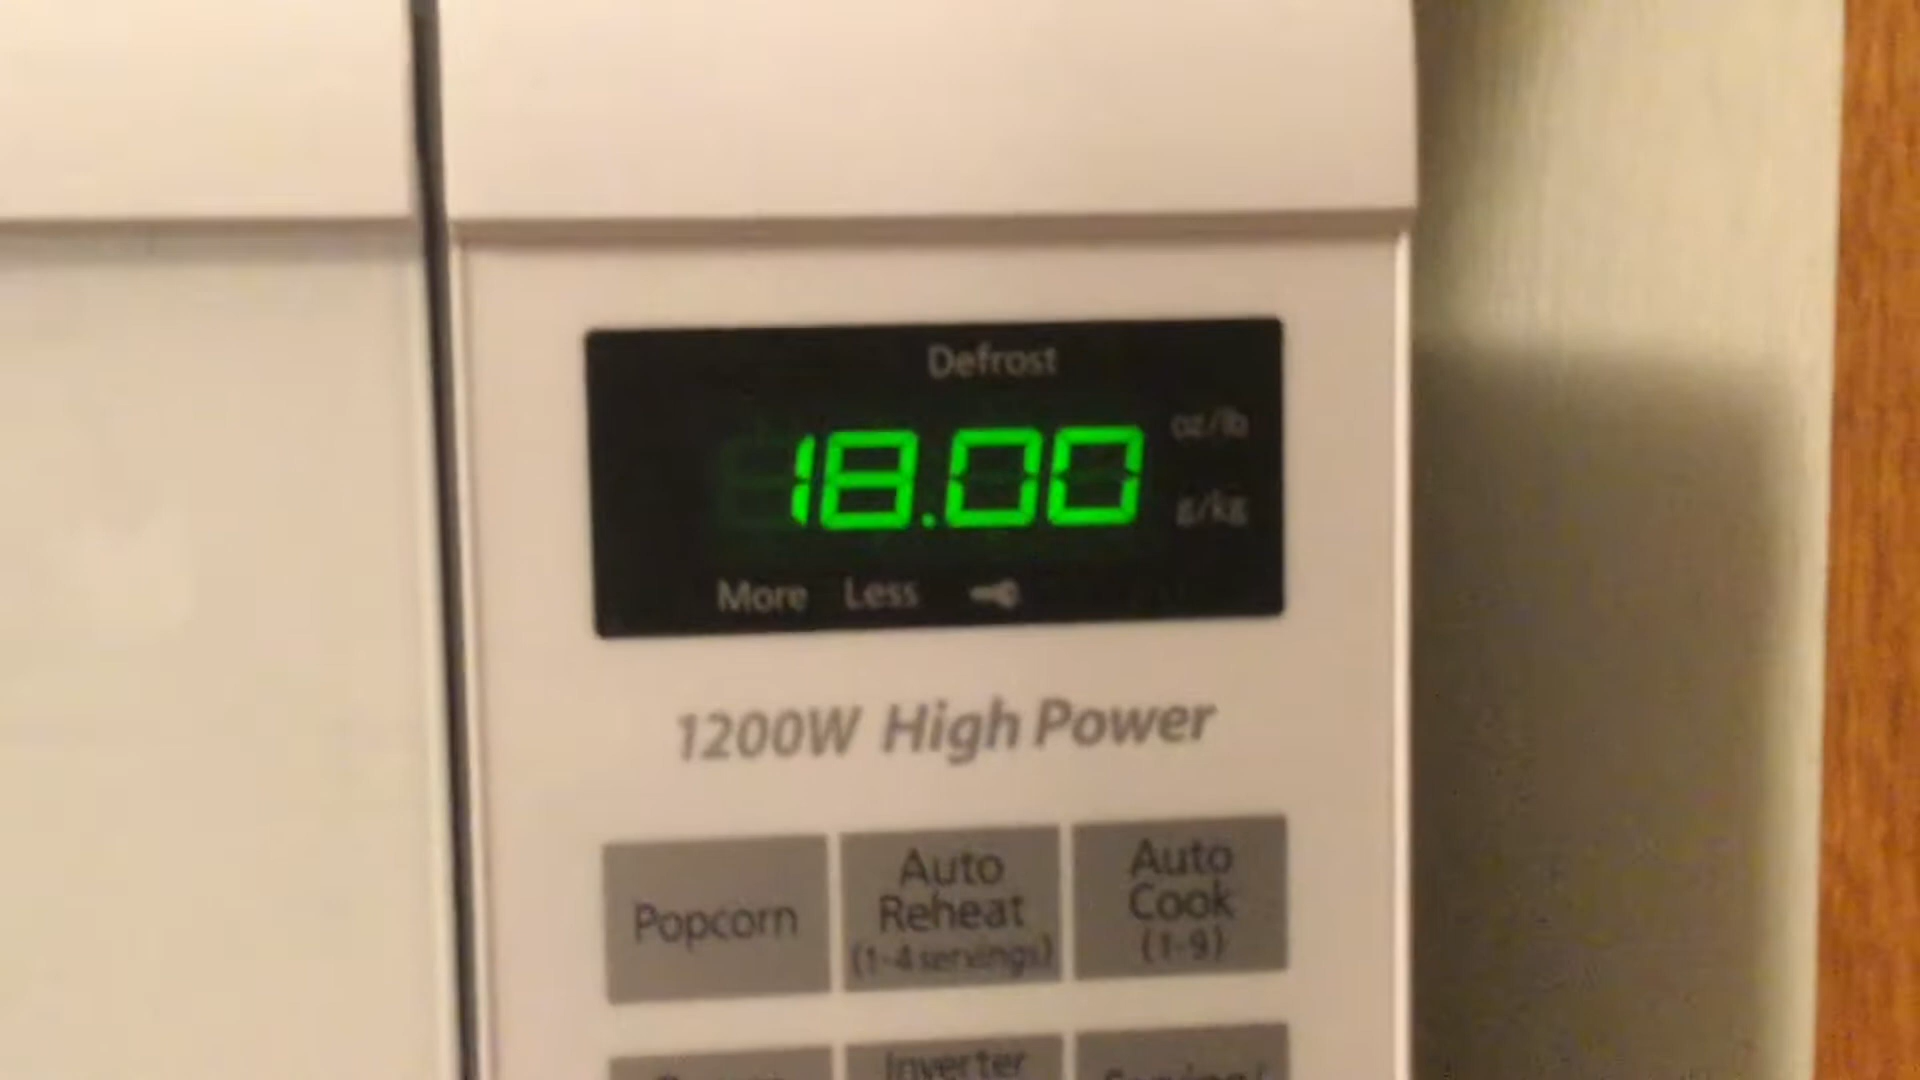 Defrost
oz/lb
18.00
g/kg
More Less
1200W High Power
Popcorn
Auto
Reheat
(1-4 servings)
Auto
Cook
(1-9)
Inverter
Serving/